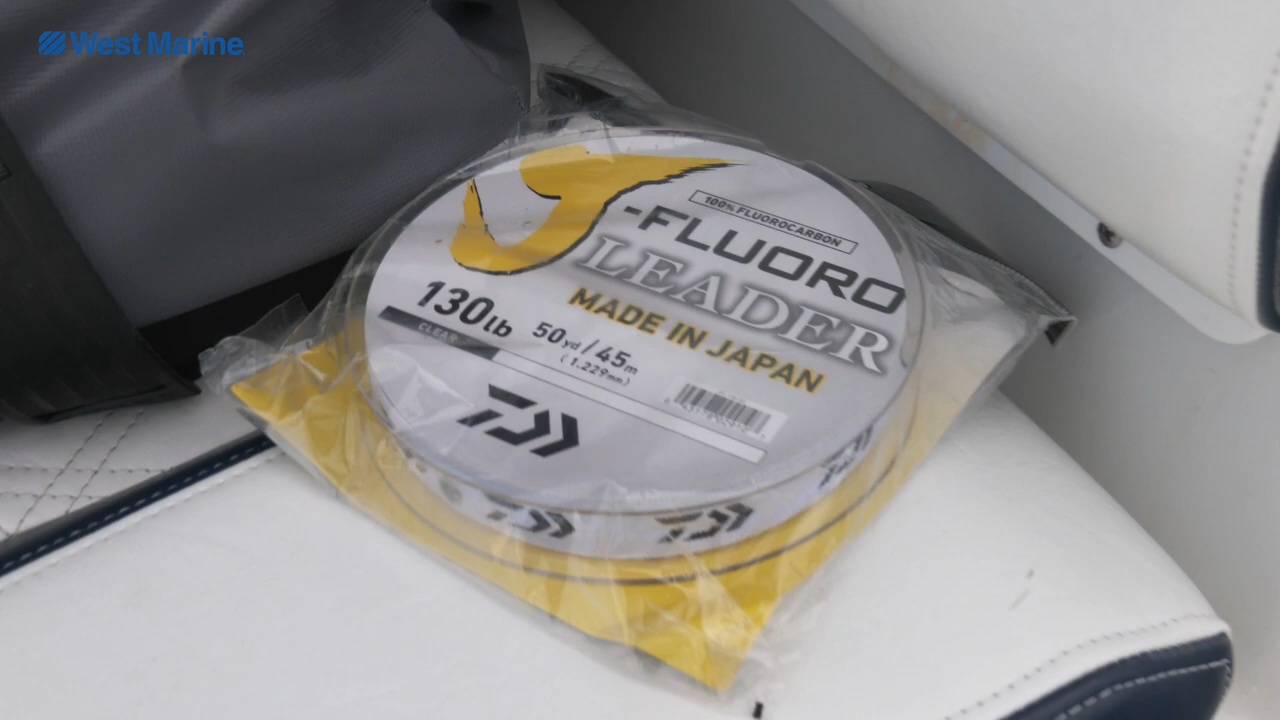 West Marine
100% FLUOROCARBON
J-FLUORO
LEADER
MADE IN JAPAN
130lb
50yd / 45m
CLEAR
(1.229mm)